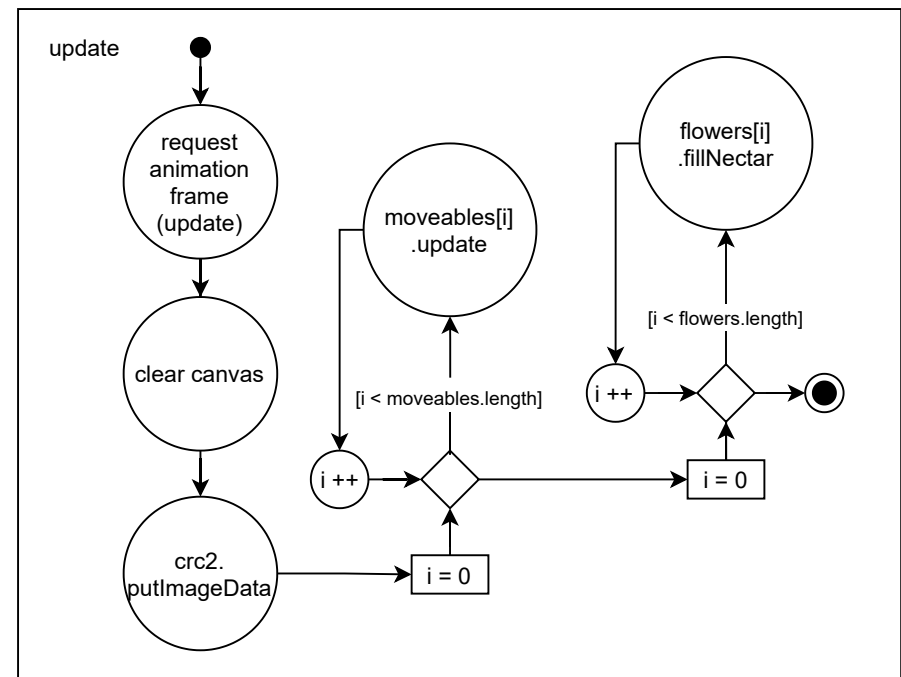 update
request
animation
frame
(update)
clear canvas
crc2.
putImageData
i = 0
i ++
[i < moveables.length]
moveables[i]
.update
i = 0
i ++
[i < flowers.length]
flowers[i]
.fillNectar